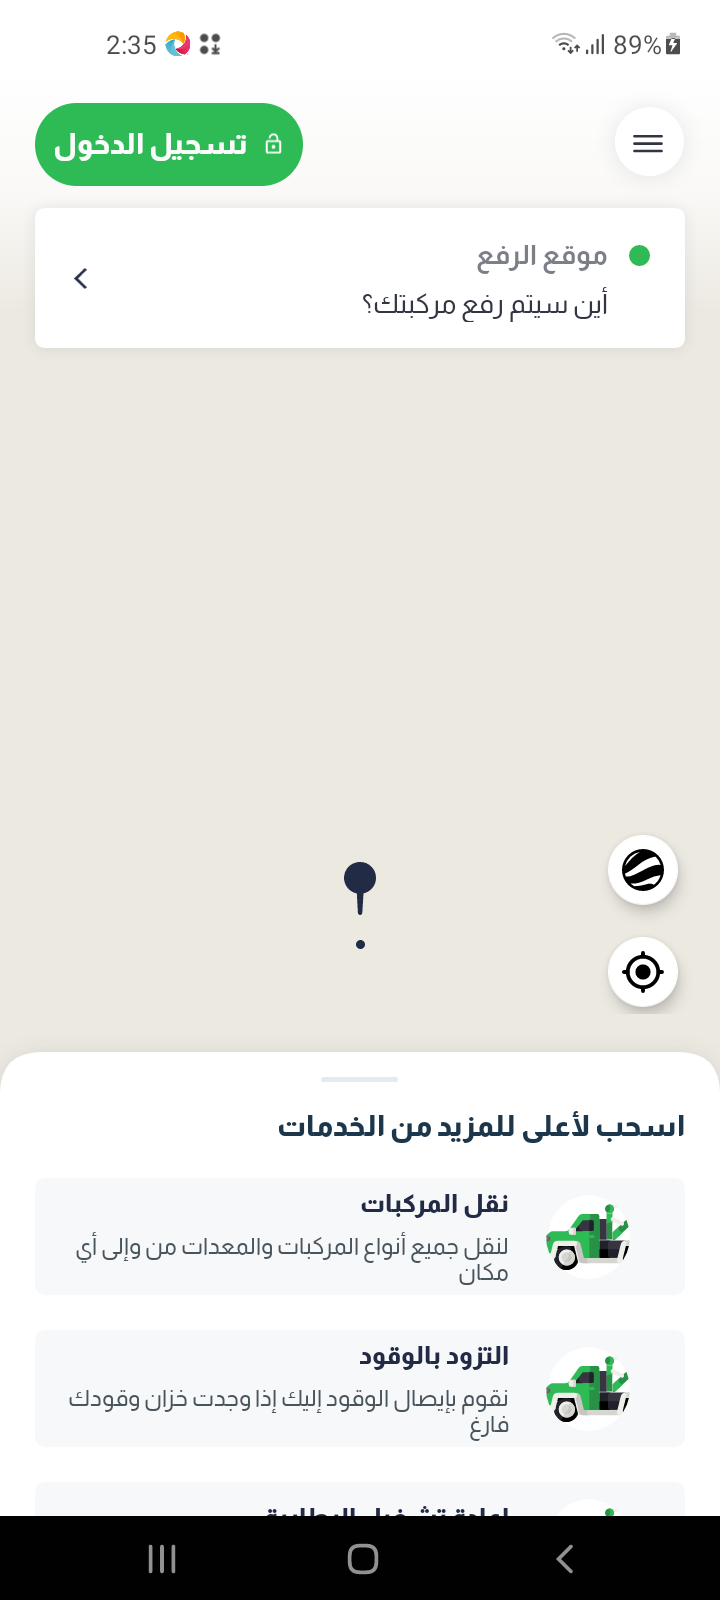 2:35
89%
تسجيل الدخول
موقع الرفع
أين سيتم رفع مركبتك؟
اسحب لأعلى للمزيد من الخدمات
نقل المركبات
لنقل جميع أنواع المركبات والمعدات من وإلى أي
مكان
التزود بالوقود
نقوم بإيصال الوقود إليك إذا وجدت خزان وقودك
فارغ